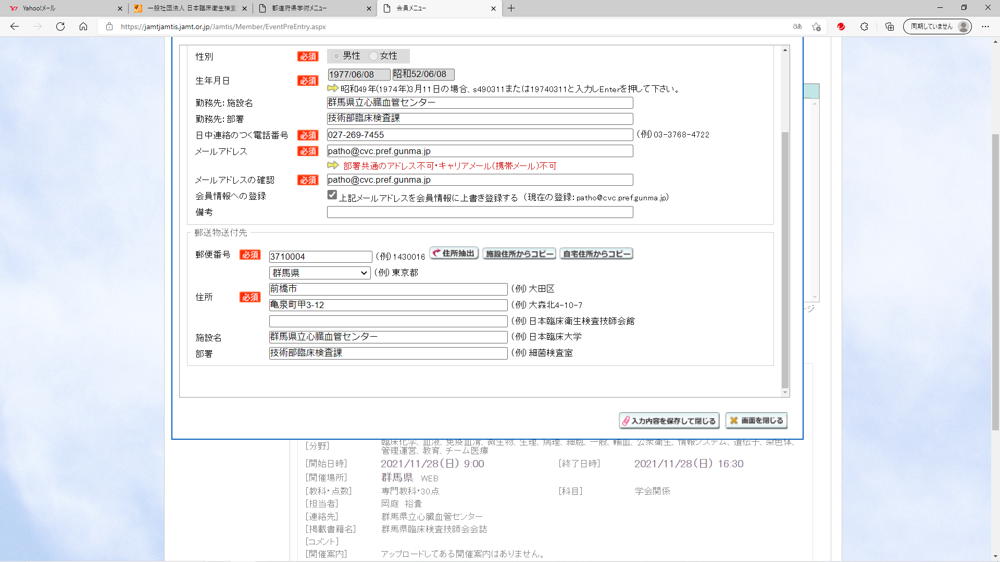 Yahoo!メール
一般社団法人 日本臨床衛生検査
都道府県学術メニュー
会員メニュー
https://jamtjamtis.jamt.or.jp/Jamtis/Member/EventPreEntry.aspx
aあ
同期していません
性別 必須 男性 女性
生年月日 必須 1977/06/08 昭和52/06/08
昭和49年(1974年)3月11日の場合、s490311または19740311と入力しEnterを押して下さい。
勤務先：施設名 群馬県立心臓血管センター
勤務先：部署 技術部臨床検査課
日中連絡のつく電話番号 必須 027-269-7455 （例）03-3768-4722
メールアドレス 必須 patho@cvc.pref.gunma.jp
部署共通のアドレス不可・キャリアメール（携帯メール）不可
メールアドレスの確認 必須 patho@cvc.pref.gunma.jp
会員情報への登録 上記メールアドレスを会員情報に上書き登録する （現在の登録：patho@cvc.pref.gunma.jp）
備考
郵送物送付先
郵便番号 必須 3710004 （例）1430016 住所抽出 施設住所からコピー 自宅住所からコピー
群馬県 （例）東京都
前橋市 （例）大田区
住所 必須
亀泉町甲3-12 （例）大森北4-10-7
（例）日本臨床衛生検査技師会館
施設名 群馬県立心臓血管センター （例）日本臨床大学
部署 技術部臨床検査課 （例）細菌検査室
ージ
入力内容を保存して閉じる 画面を閉じる
[分野] 臨床化学、血液、免疫血清、微生物、生理、病理、細胞、一般、輸血、公衆衛生、情報システム、遺伝子、染色体、
管理運営、教育、チーム医療
[開始日時] 2021/11/28（日） 9:00 [終了日時] 2021/11/28（日） 16:30
[開催場所] 群馬県 WEB
[教科・点数] 専門教科・30点 [科目] 学会関係
[担当者] 岡庭 裕貴
[連絡先] 群馬県立心臓血管センター
[掲載書籍名] 群馬県臨床検査技師会会誌
[コメント]
[開催案内] アップロードしてある開催案内はありません。